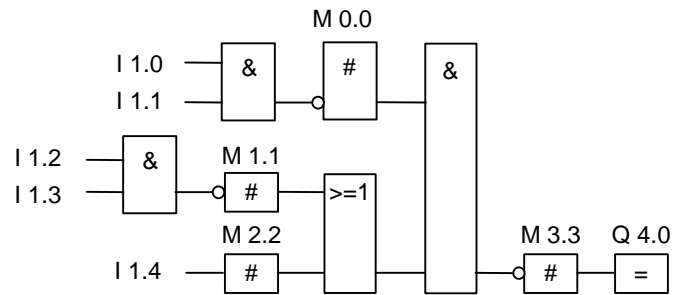 M 0.0
I 1.0
&
#
&
I 1.1
I 1.2
&
M 1.1
I 1.3
#
>=1
M 2.2
M 3.3
Q 4.0
I 1.4
#
#
=